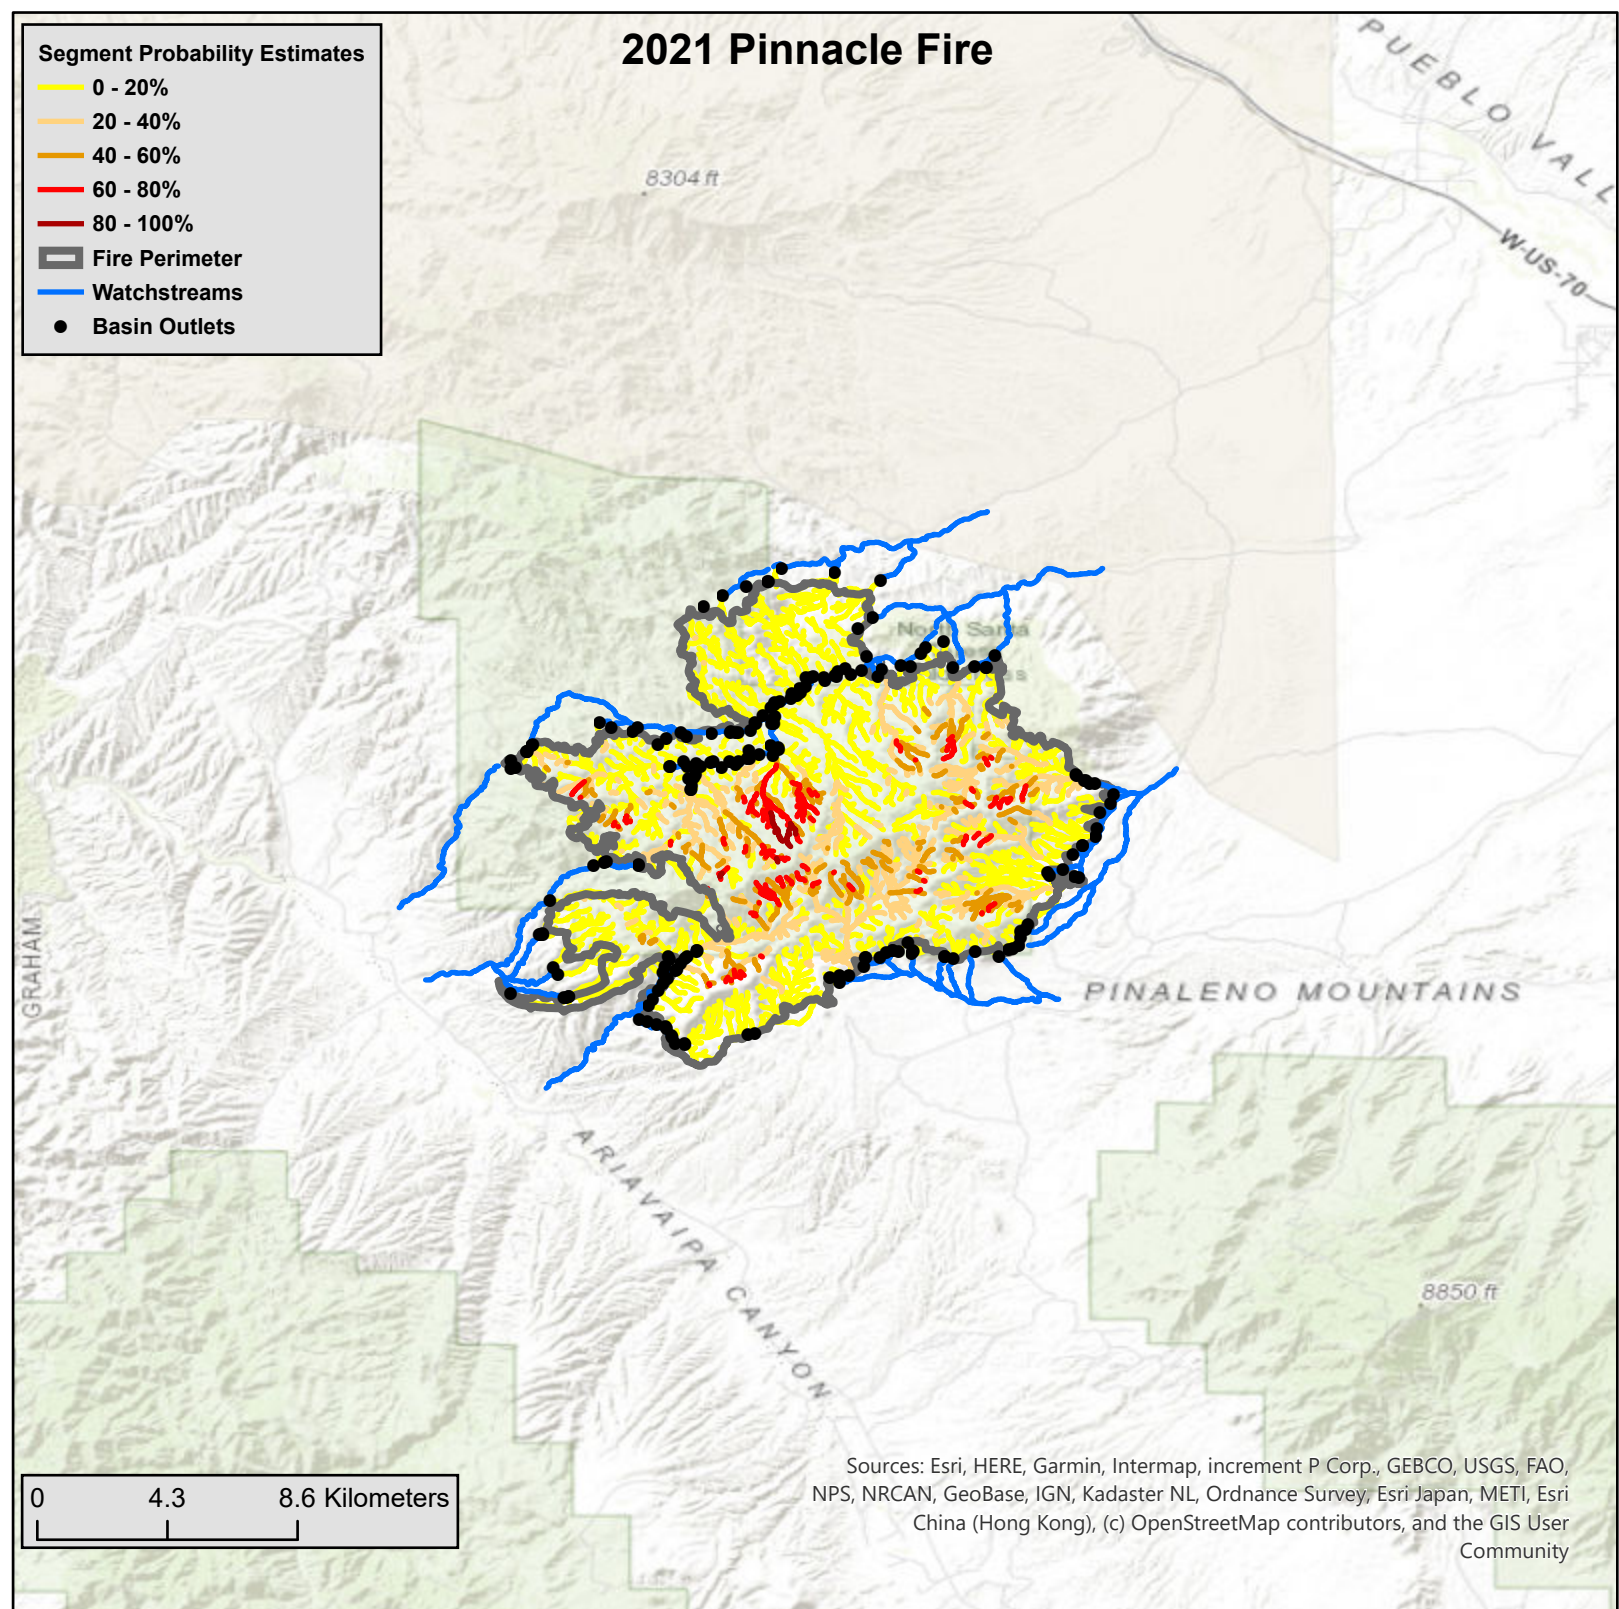 2021 Pinnacle Fire
Segment Probability Estimates
0 - 20%
20 - 40%
40 - 60%
60 - 80%
80 - 100%
Fire Perimeter
Watchstreams
Basin Outlets
PUEBLO VALL
8304 ft
W-US-70
North Santa
GRAHAM
PINALENO MOUNTAINS
ARIAVAIPA CANYON
8850 ft
0 4.3 8.6 Kilometers
Sources: Esri, HERE, Garmin, Intermap, increment P Corp., GEBCO, USGS, FAO,
NPS, NRCAN, GeoBase, IGN, Kadaster NL, Ordnance Survey, Esri Japan, METI, Esri
China (Hong Kong), (c) OpenStreetMap contributors, and the GIS User
Community